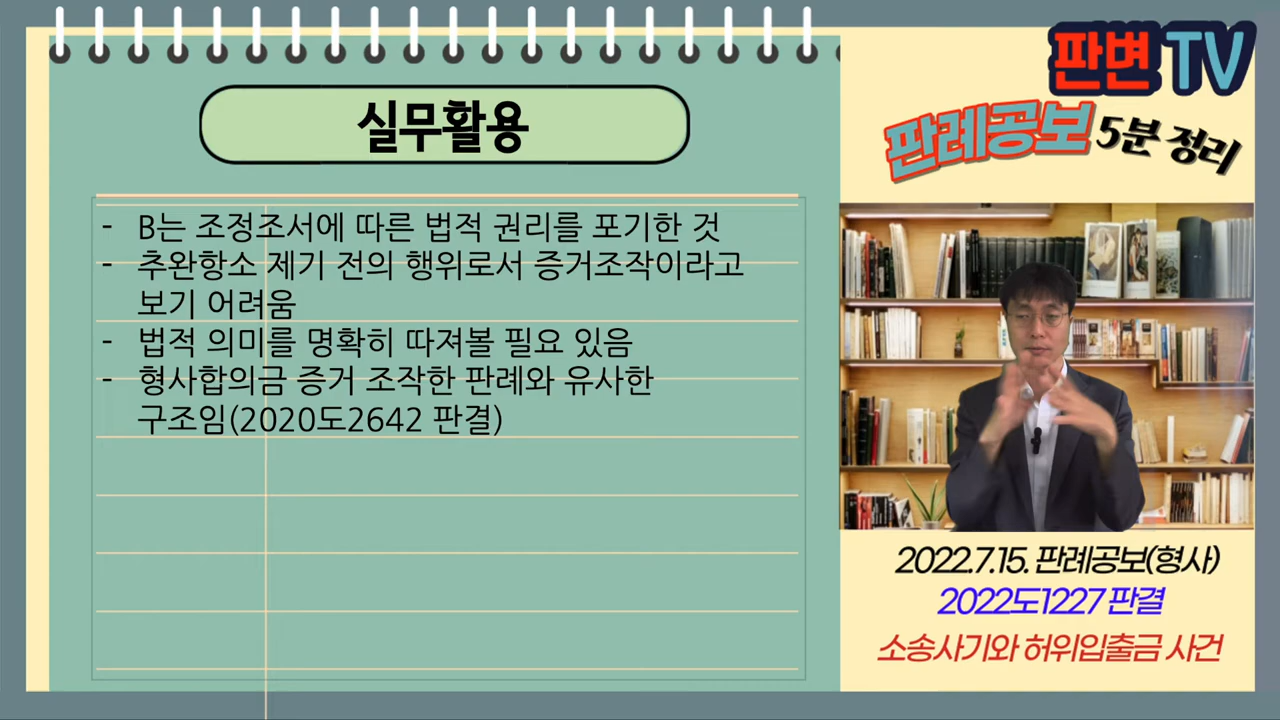 판변 TV
판례공보 5분 정리
실무활용
- B는 조정조서에 따른 법적 권리를 포기한 것
- 추완항소 제기 전의 행위로서 증거조작이라고
보기 어려움
- 법적 의미를 명확히 따져볼 필요 있음
- 형사합의금 증거 조작한 판례와 유사한
구조임(2020도2642 판결)
2022.7.15. 판례공보(형사)
2022도1227 판결
소송사기와 허위입출금 사건